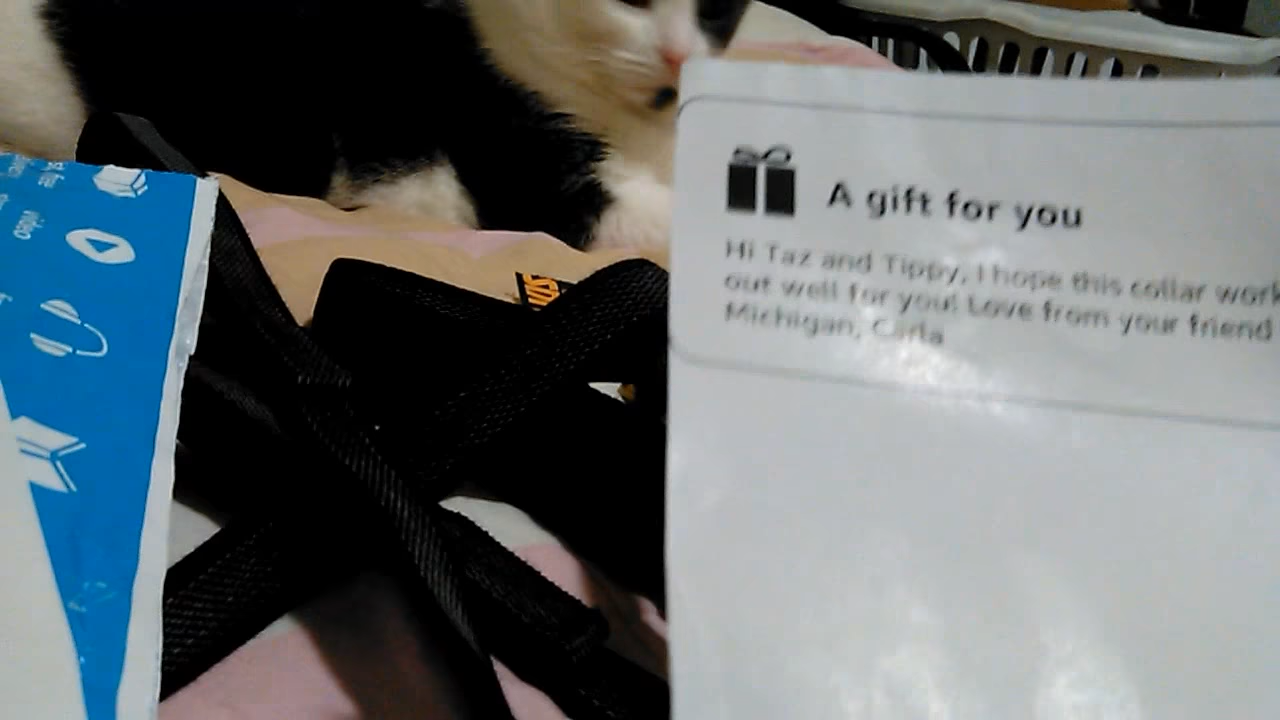 A gift for you
Hi Taz and Tippy, I hope this collar work
out well for you! Love from your friend
Michigan, Carla
video